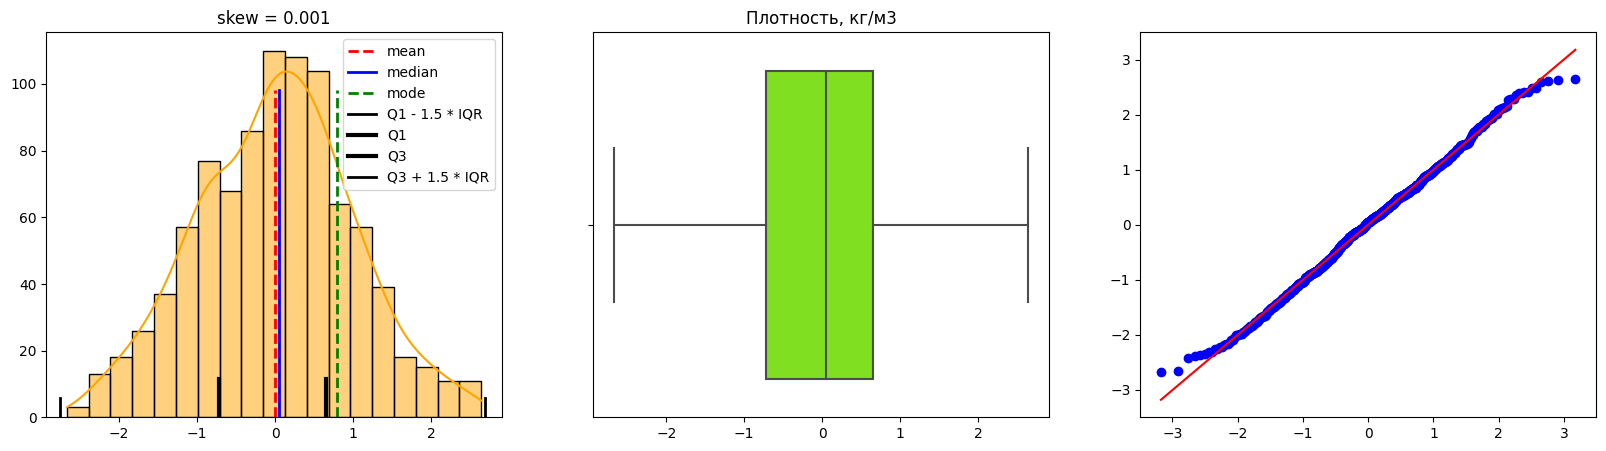 skew = 0.001
mean
median
mode
Q1 - 1.5 * IQR
Q1
Q3
Q3 + 1.5 * IQR
100
80
60
40
20
0
−2 −1 0 1 2
Плотность, кг/м3
−2 −1 0 1 2
3
2
1
0
−1
−2
−3
−3 −2 −1 0 1 2 3